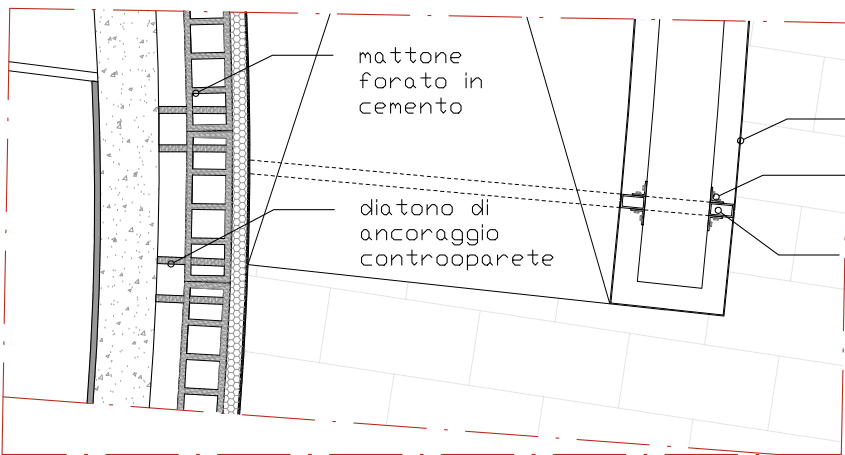 mattone
forato in
cemento
diatono di
ancoraggio
controoparete